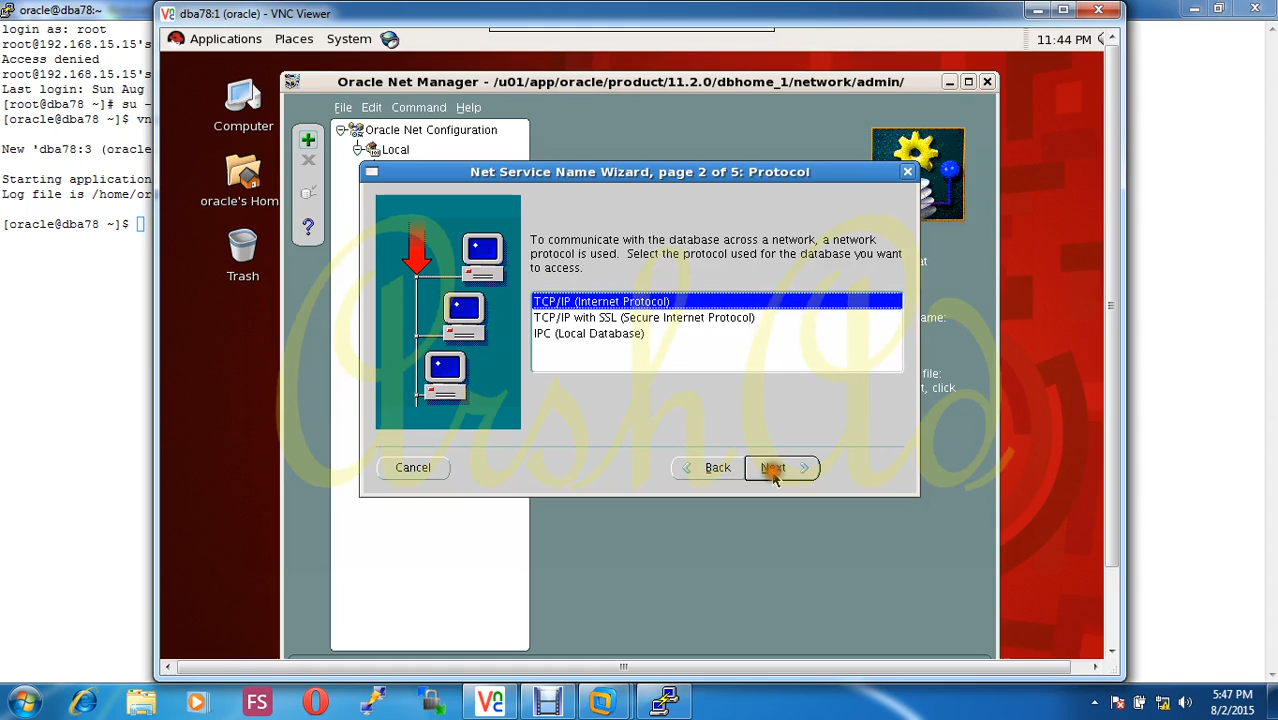 oracle@dba78:~
dba78:1 (oracle) - VNC Viewer
login as: root
root@192.168.15.15's
Access denied
root@192.168.15.15's
Last login: Sun Aug
[root@dba78 ~]# su -
[oracle@dba78 ~]$ vn
New 'dba78:3 (oracle
Starting application
Log file is /home/or
[oracle@dba78 ~]$
Applications Places System
11:44 PM
Computer
oracle's Hom
Trash
Oracle Net Manager - /u01/app/oracle/product/11.2.0/dbhome_1/network/admin/
File Edit Command Help
Oracle Net Configuration
Local
Net Service Name Wizard, page 2 of 5: Protocol
To communicate with the database across a network, a network
protocol is used. Select the protocol used for the database you want
to access.
TCP/IP (Internet Protocol)
TCP/IP with SSL (Secure Internet Protocol)
IPC (Local Database)
at
ame:
file:
t, click
Cancel
Back
Next
FS
5:47 PM
8/2/2015